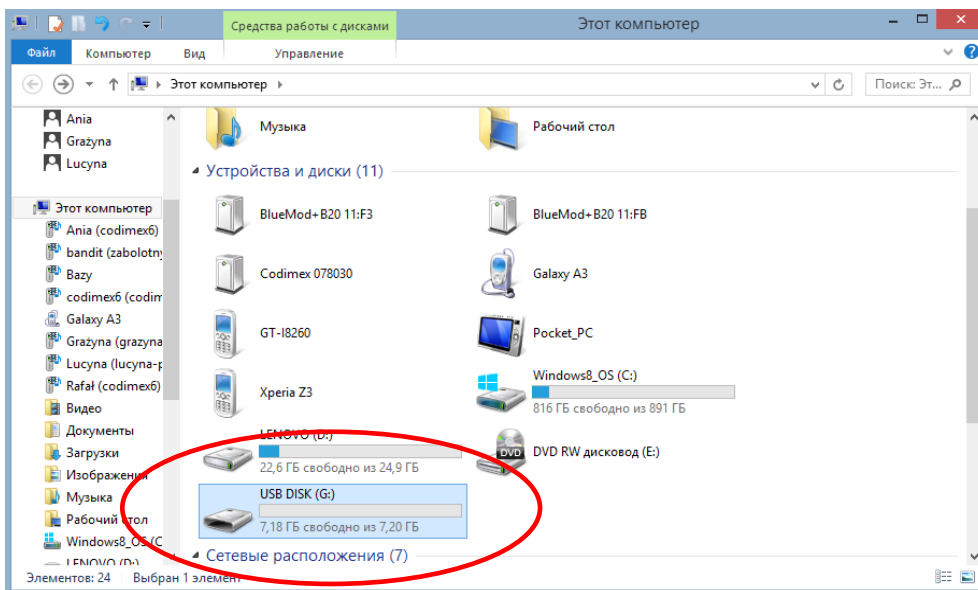 Средства работы с дисками
Этот компьютер
Файл
Компьютер
Вид
Управление
Этот компьютер
Поиск: Эт...
Ania
Grażyna
Lucyna
Этот компьютер
Ania (codimex6)
bandit (zabolotny
Bazy
codimex6 (codim
Galaxy A3
Grażyna (grazyna
Lucyna (lucyna-p
Rafał (codimex6)
Видео
Документы
Загрузки
Изображения
Музыка
Рабочий стол
Windows8_OS (C
LENOVO (D:)
Музыка
Рабочий стол
Устройства и диски (11)
BlueMod+B20 11:F3
BlueMod+B20 11:FB
Codimex 078030
Galaxy A3
GT-I8260
Pocket_PC
Xperia Z3
Windows8_OS (C:)
816 ГБ свободно из 891 ГБ
LENOVO (D:)
22,6 ГБ свободно из 24,9 ГБ
DVD
DVD RW дисковод (E:)
USB DISK (G:)
7,18 ГБ свободно из 7,20 ГБ
Сетевые расположения (7)
Элементов: 24
Выбран 1 элемент